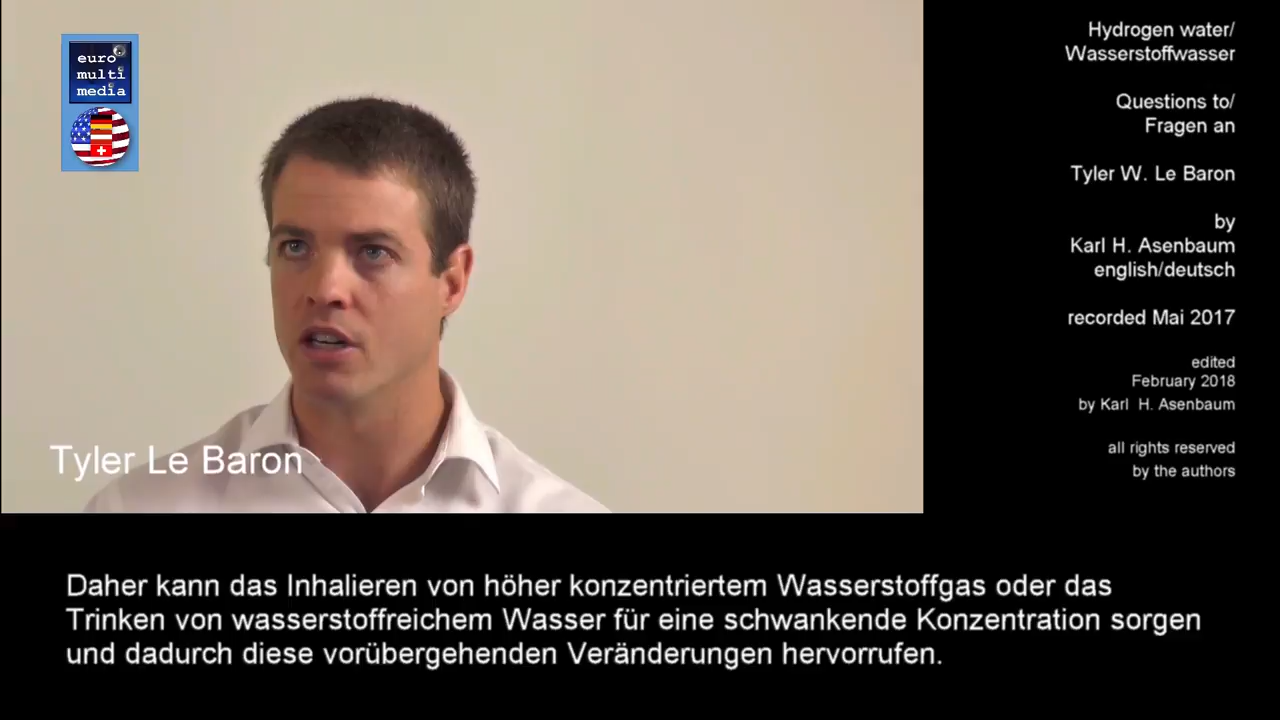 euro
multi
media
Tyler Le Baron
Hydrogen water/
Wasserstoffwasser
Questions to/
Fragen an
Tyler W. Le Baron
by
Karl H. Asenbaum
english/deutsch
recorded Mai 2017
edited
February 2018
by Karl H. Asenbaum
all rights reserved
by the authors
Daher kann das Inhalieren von höher konzentriertem Wasserstoffgas oder das
Trinken von wasserstoffreichem Wasser für eine schwankende Konzentration sorgen
und dadurch diese vorübergehenden Veränderungen hervorrufen.